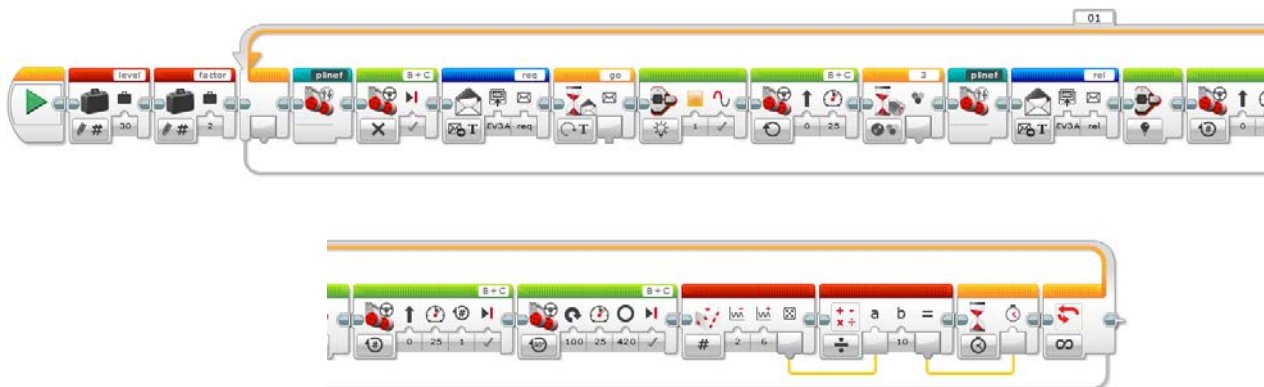 01
level factor plinef B+C req go B+C 3 plinef rel
# 30 # 2 T EV3A req T 1 0 25 T EV3A rel # 0
B+C B+C
a b =
# 0 25 1 100 25 420 # 2 6 ÷ 10 ∞